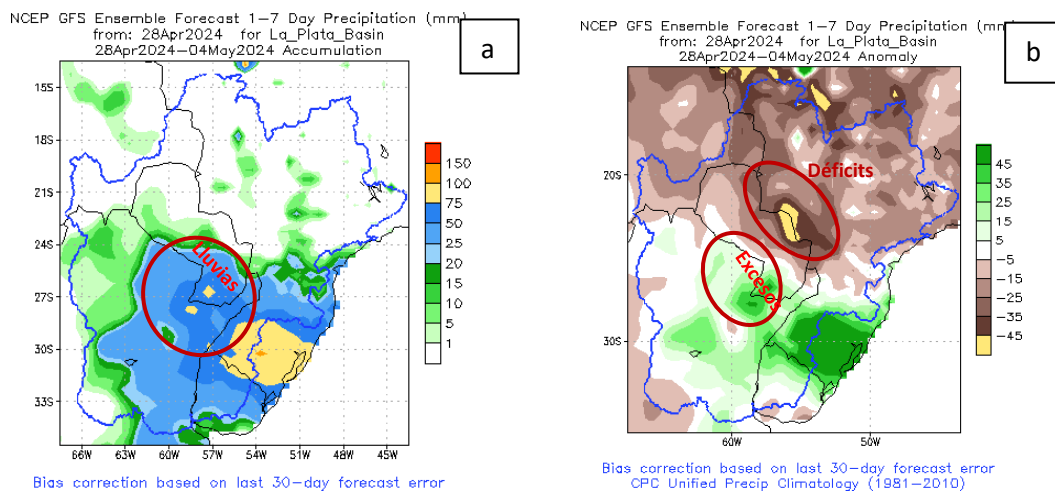 NCEP GFS Ensemble Forecast 1–7 Day Precipitation (mm)
from: 28Apr2024 for La_Plata_Basin
28Apr2024–04May2024 Accumulation
a
15S
18S
21S
24S
27S
30S
33S
66W 63W 60W 57W 54W 51W 48W 45W
Lluvias
150
100
75
50
25
20
15
10
5
1
Bias correction based on last 30–day forecast error
NCEP GFS Ensemble Forecast 1–7 Day Precipitation (mm)
from: 28Apr2024 for La_Plata_Basin
28Apr2024–04May2024 Anomaly
b
20S
30S
60W 50W
Déficits
Excesos
45
35
25
15
5
−5
−15
−25
−35
−45
Bias correction based on last 30–day forecast error
CPC Unified Precip Climatology (1981–2010)